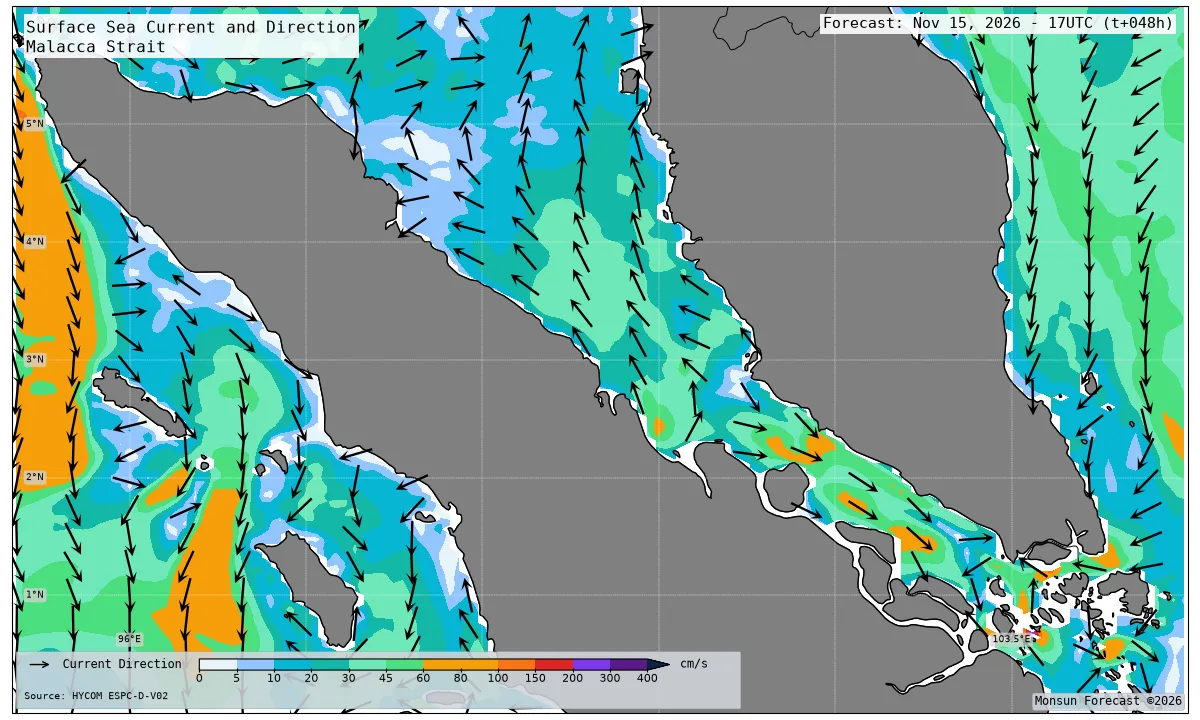 Surface Sea Current and Direction
Malacca Strait
Forecast: Nov 15, 2026 - 17UTC (t+048h)
5°N
4°N
3°N
2°N
1°N
96°E
103.5°E
Current Direction
0 5 10 20 30 45 60 80 100 150 200 300 400
cm/s
Source: HYCOM ESPC-D-V02
Monsun Forecast ©2026